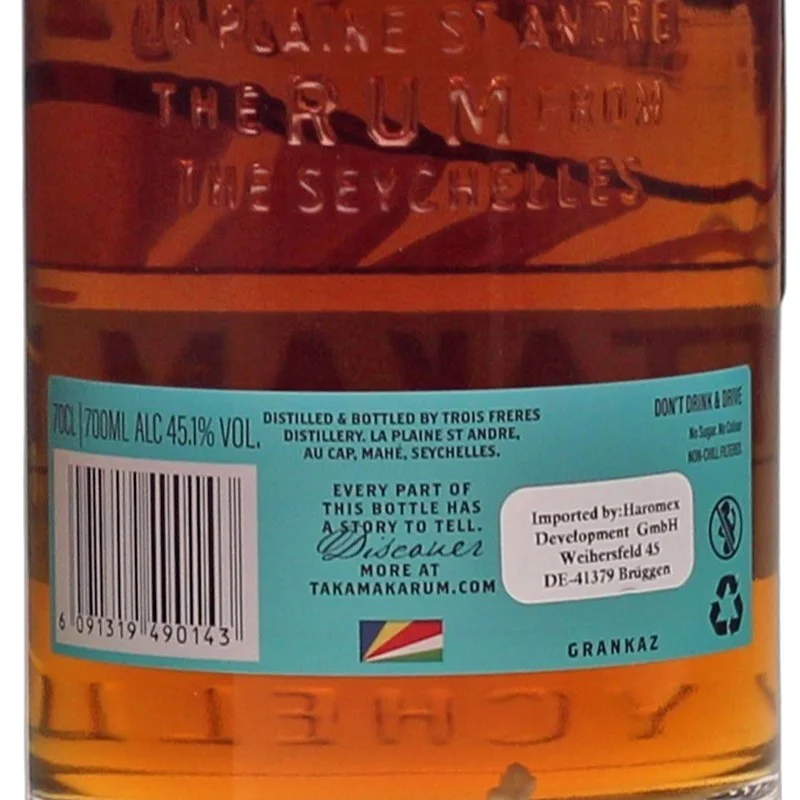 LA PLAINE ST ANDRE
THE RUM FROM
THE SEYCHELLES
TAKAM
70CL | 700ML ALC 45.1% VOL.
DISTILLED & BOTTLED BY TROIS FRERES
DISTILLERY. LA PLAINE ST ANDRE,
AU CAP, MAHÉ, SEYCHELLES.
DON'T DRINK & DRIVE
No Sugar. No Colour
NON-CHILL FILTERED.
EVERY PART OF
THIS BOTTLE HAS
A STORY TO TELL.
Discover
MORE AT
TAKAMAKARUM.COM
Imported by:Haromex
Development GmbH
Weihersfeld 45
DE-41379 Brüggen
6 091319 490143
GRANKAZ